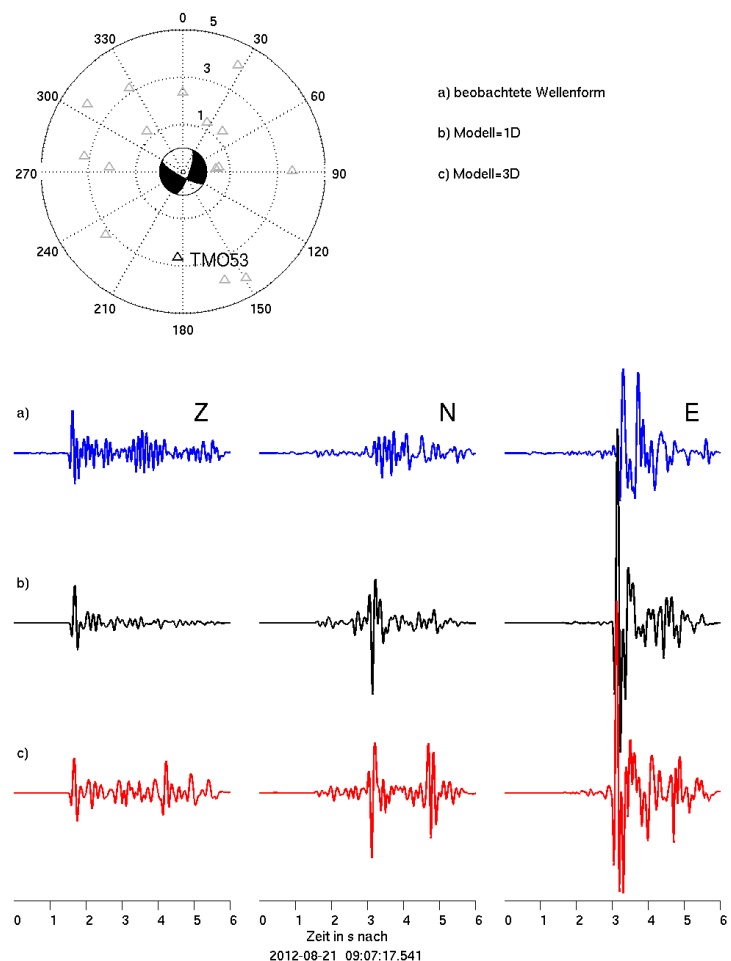 0
5
330
30
3
300
60
1
270
90
TMO53
240
120
210
150
180
a) beobachtete Wellenform
b) Modell=1D
c) Modell=3D
a)
Z
N
E
b)
c)
0 1 2 3 4 5 6
0 1 2 3 4 5 6
0 1 2 3 4 5 6
Zeit in s nach
2012-08-21 09:07:17.541